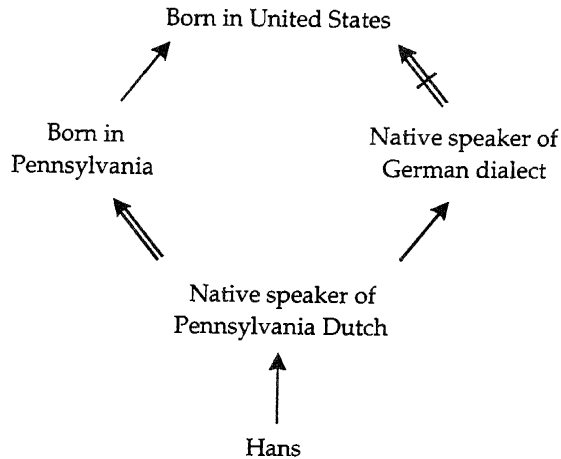 Born in United States
Born in
Pennsylvania
Native speaker of
German dialect
Native speaker of
Pennsylvania Dutch
Hans